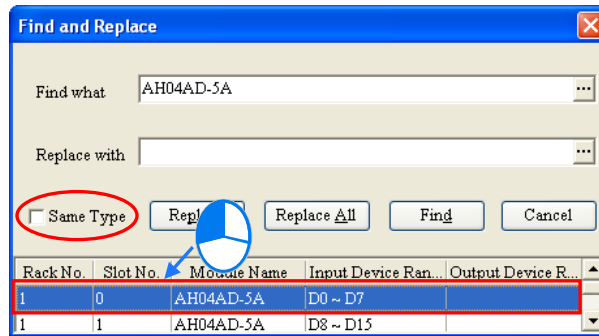 Find and Replace
Find what AH04AD-5A ...
Replace with ...
Same Type Replace All Find Cancel
Rack No. Slot No. Module Name Input Device Ran... Output Device R...
1 0 AH04AD-5A D0 ~ D7
1 1 AH04AD-5A D8 ~ D15